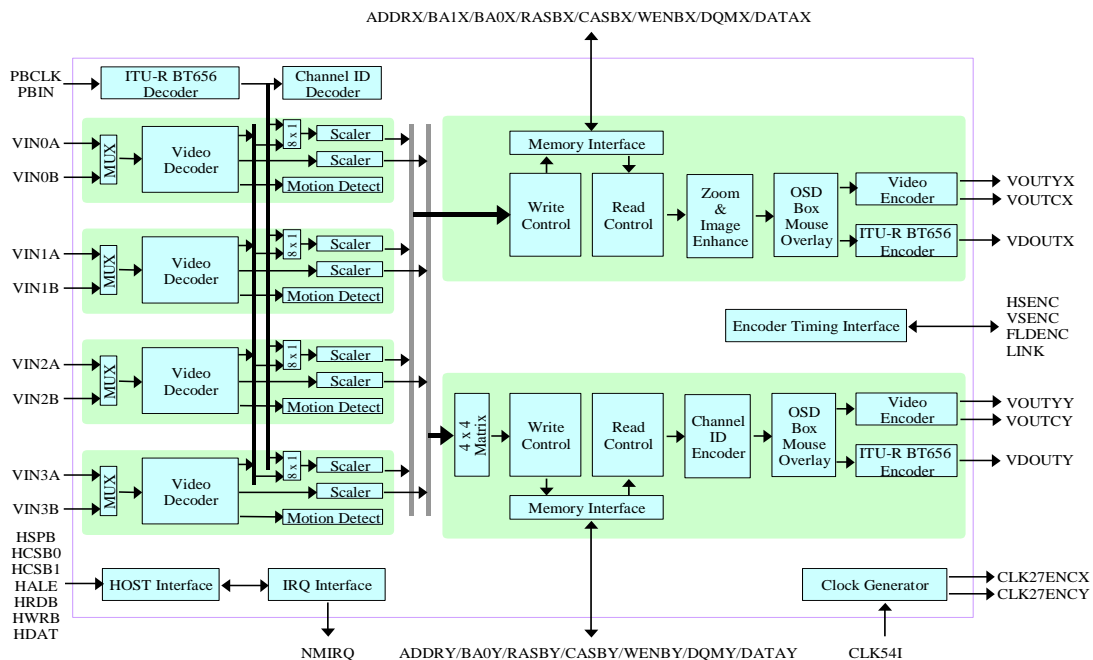 ADDRX/BA1X/BA0X/RASBX/CASBX/WENBX/DQMX/DATAX
PBCLK
PBIN
ITU-R BT656
Decoder
Channel ID
Decoder
VIN0A
VIN0B
MUX
Video
Decoder
8 x 1
Scaler
Scaler
Motion Detect
VIN1A
VIN1B
MUX
Video
Decoder
8 x 1
Scaler
Scaler
Motion Detect
VIN2A
VIN2B
MUX
Video
Decoder
8 x 1
Scaler
Scaler
Motion Detect
VIN3A
VIN3B
MUX
Video
Decoder
8 x 1
Scaler
Scaler
Motion Detect
Memory Interface
Write
Control
Read
Control
Zoom
&
Image
Enhance
OSD
Box
Mouse
Overlay
Video
Encoder
ITU-R BT656
Encoder
VOUTYX
VOUTCX
VDOUTX
Encoder Timing Interface
HSENC
VSENC
FLDENC
LINK
4 x 4
Matrix
Write
Control
Read
Control
Channel
ID
Encoder
OSD
Box
Mouse
Overlay
Video
Encoder
ITU-R BT656
Encoder
Memory Interface
VOUTYY
VOUTCY
VDOUTY
HSPB
HCSB0
HCSB1
HALE
HRDB
HWRB
HDAT
HOST Interface
IRQ Interface
Clock Generator
CLK27ENCX
CLK27ENCY
NMIRQ
ADDRY/BA0Y/RASBY/CASBY/WENBY/DQMY/DATAY
CLK54I